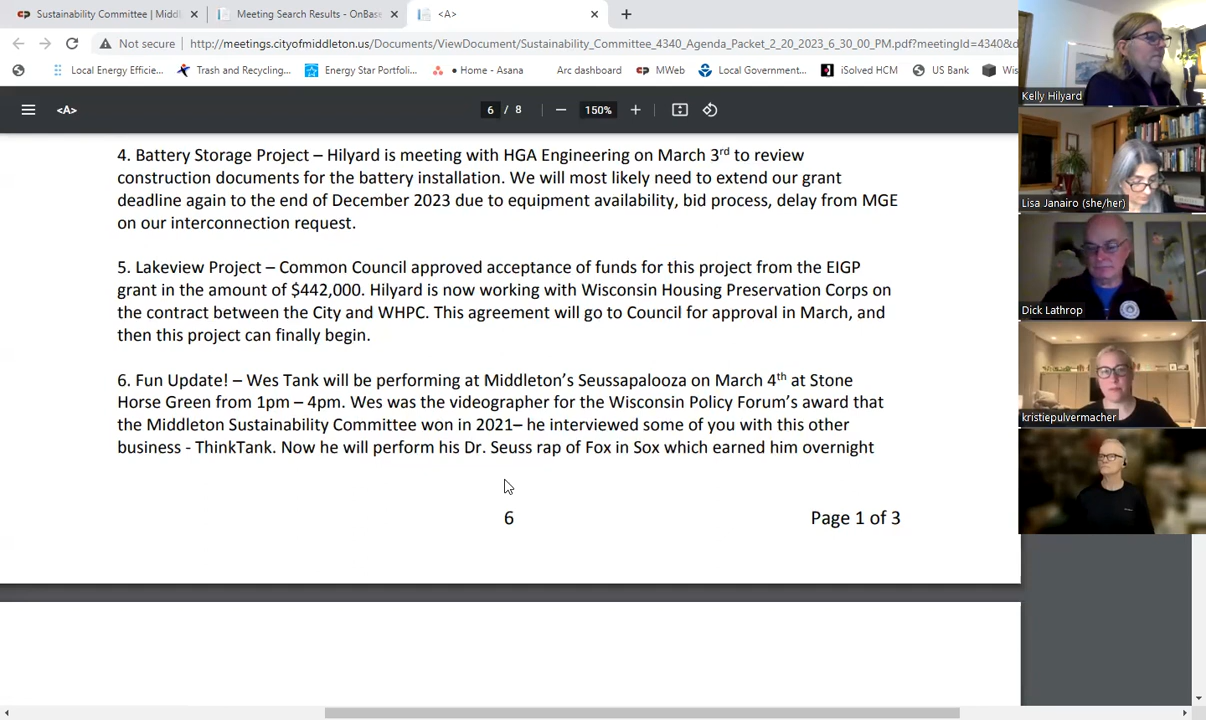 Sustainability Committee | Middl
Meeting Search Results - OnBase
<A>
Not secure
http://meetings.cityofmiddleton.us/Documents/ViewDocument/Sustainability_Committee_4340_Agenda_Packet_2_20_2023_6_30_00_PM.pdf?meetingId=4340&d
Local Energy Efficie...
Trash and Recycling...
Energy Star Portfoli...
• Home - Asana
Arc dashboard
MWeb
Local Government...
iSolved HCM
US Bank
Wis
<A>
6 / 8
150%
4. Battery Storage Project – Hilyard is meeting with HGA Engineering on March 3rd to review
construction documents for the battery installation. We will most likely need to extend our grant
deadline again to the end of December 2023 due to equipment availability, bid process, delay from MGE
on our interconnection request.
5. Lakeview Project – Common Council approved acceptance of funds for this project from the EIGP
grant in the amount of $442,000. Hilyard is now working with Wisconsin Housing Preservation Corps on
the contract between the City and WHPC. This agreement will go to Council for approval in March, and
then this project can finally begin.
6. Fun Update! – Wes Tank will be performing at Middleton’s Seussapalooza on March 4th at Stone
Horse Green from 1pm – 4pm. Wes was the videographer for the Wisconsin Policy Forum’s award that
the Middleton Sustainability Committee won in 2021– he interviewed some of you with this other
business - ThinkTank. Now he will perform his Dr. Seuss rap of Fox in Sox which earned him overnight
6
Page 1 of 3
Kelly Hilyard
Lisa Janairo (she/her)
Dick Lathrop
kristiepulvermacher